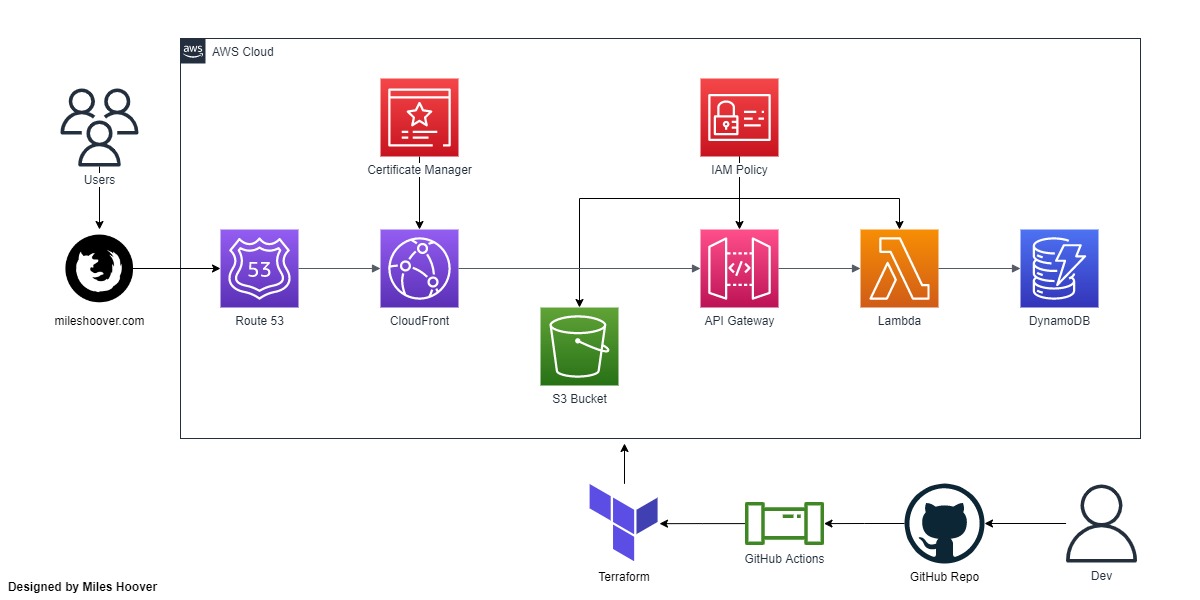 aws
AWS Cloud
Users
Certificate Manager
IAM Policy
53
</>
mileshoover.com
Route 53
CloudFront
API Gateway
Lambda
DynamoDB
S3 Bucket
Terraform
GitHub Actions
GitHub Repo
Dev
Designed by Miles Hoover